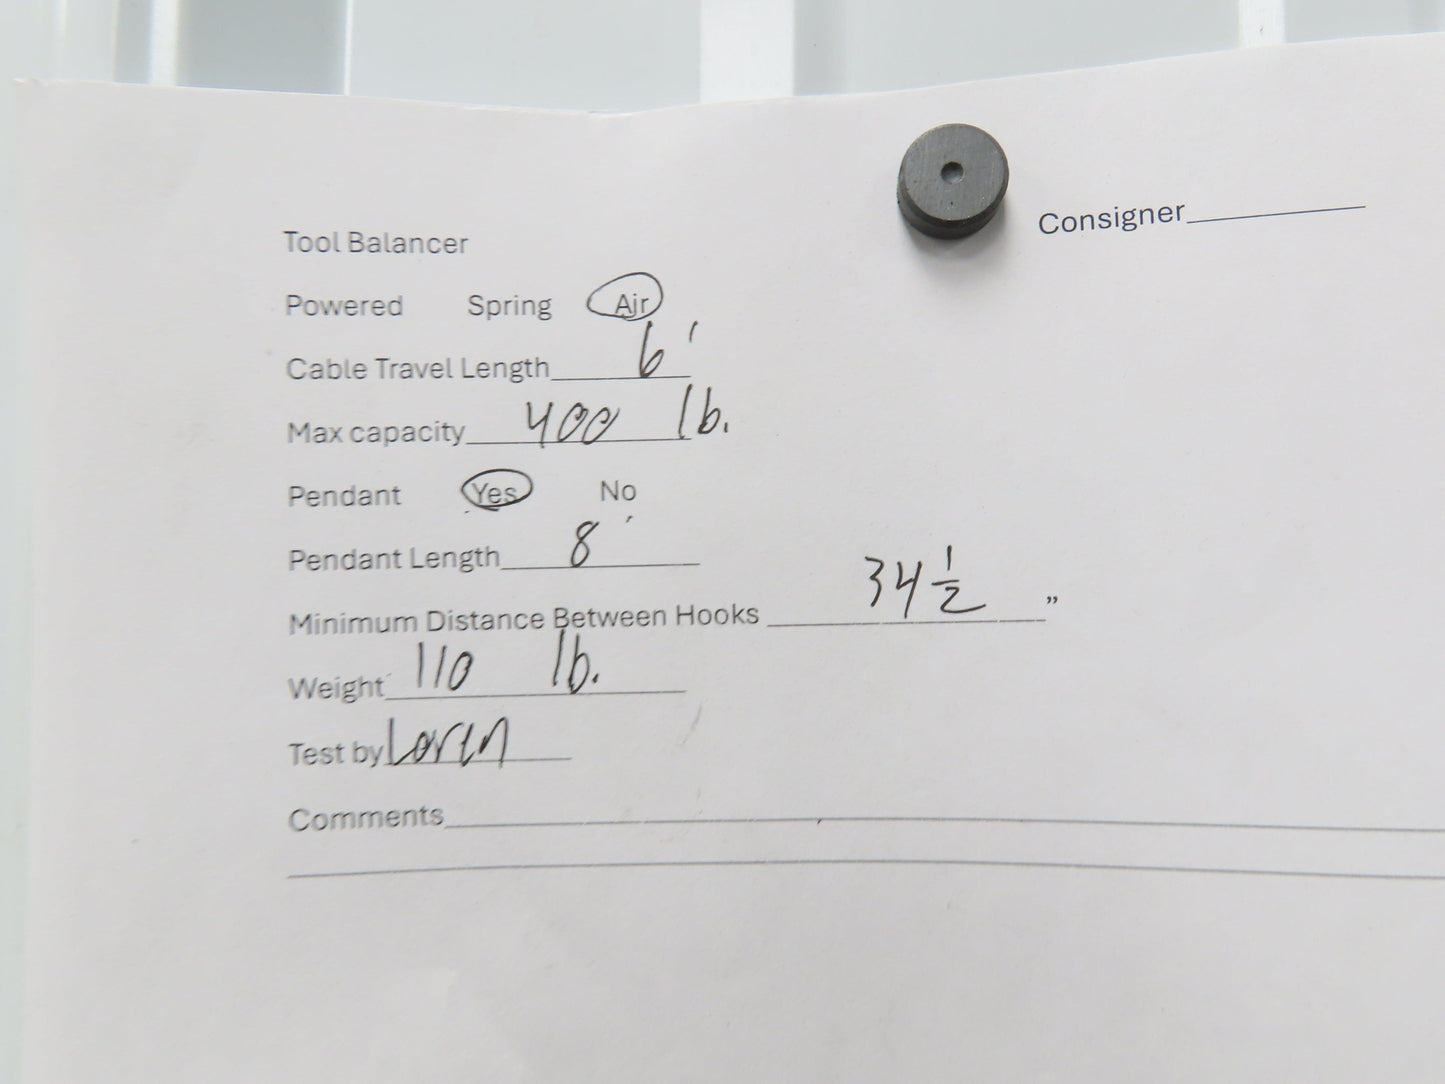 Consigner
Tool Balancer
Powered Spring Air
Cable Travel Length 6'
Max capacity 400 lb.
Pendant Yes No
Pendant Length 8'
Minimum Distance Between Hooks 34 1/2 ”
Weight 110 lb.
Test by Loren
Comments